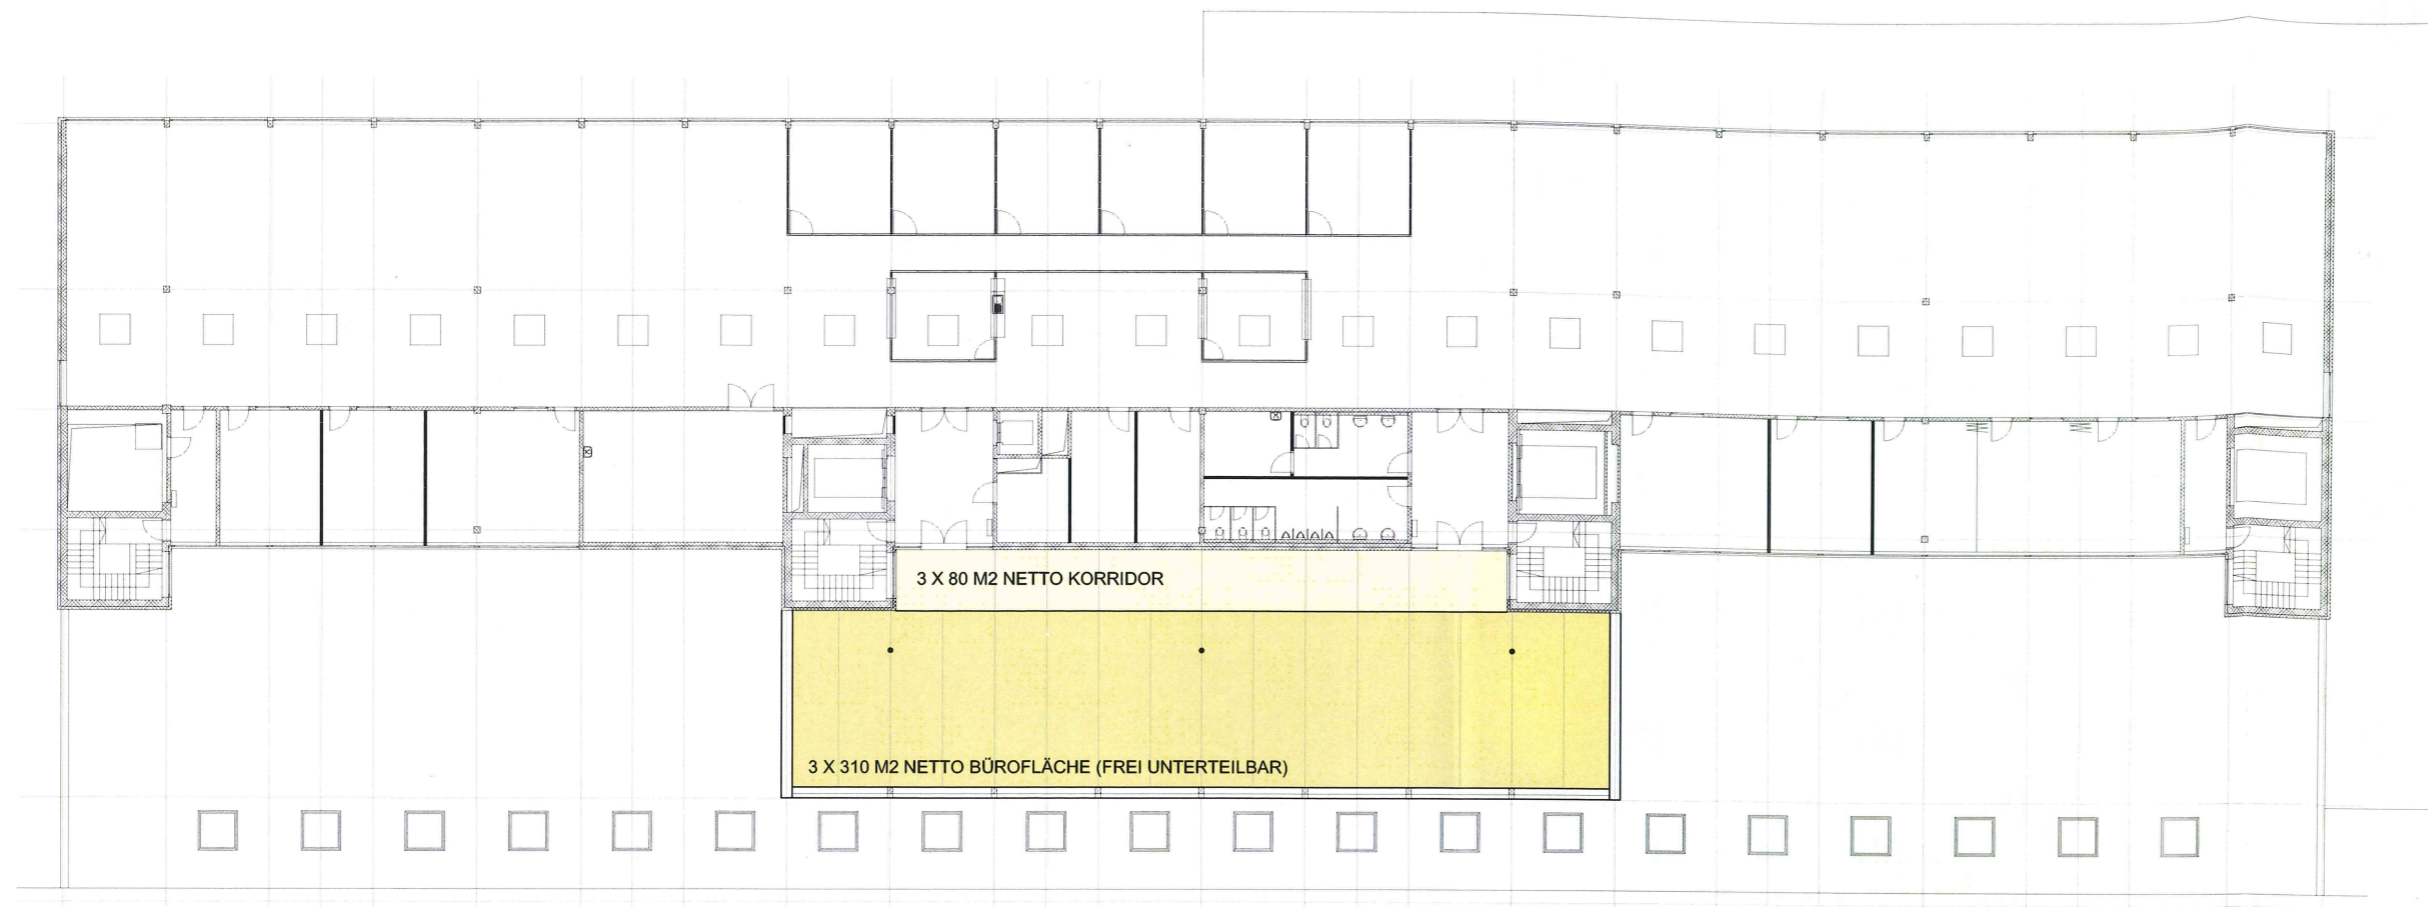 3 X 80 M2 NETTO KORRIDOR
3 X 310 M2 NETTO BÜROFLÄCHE (FREI UNTERTEILBAR)